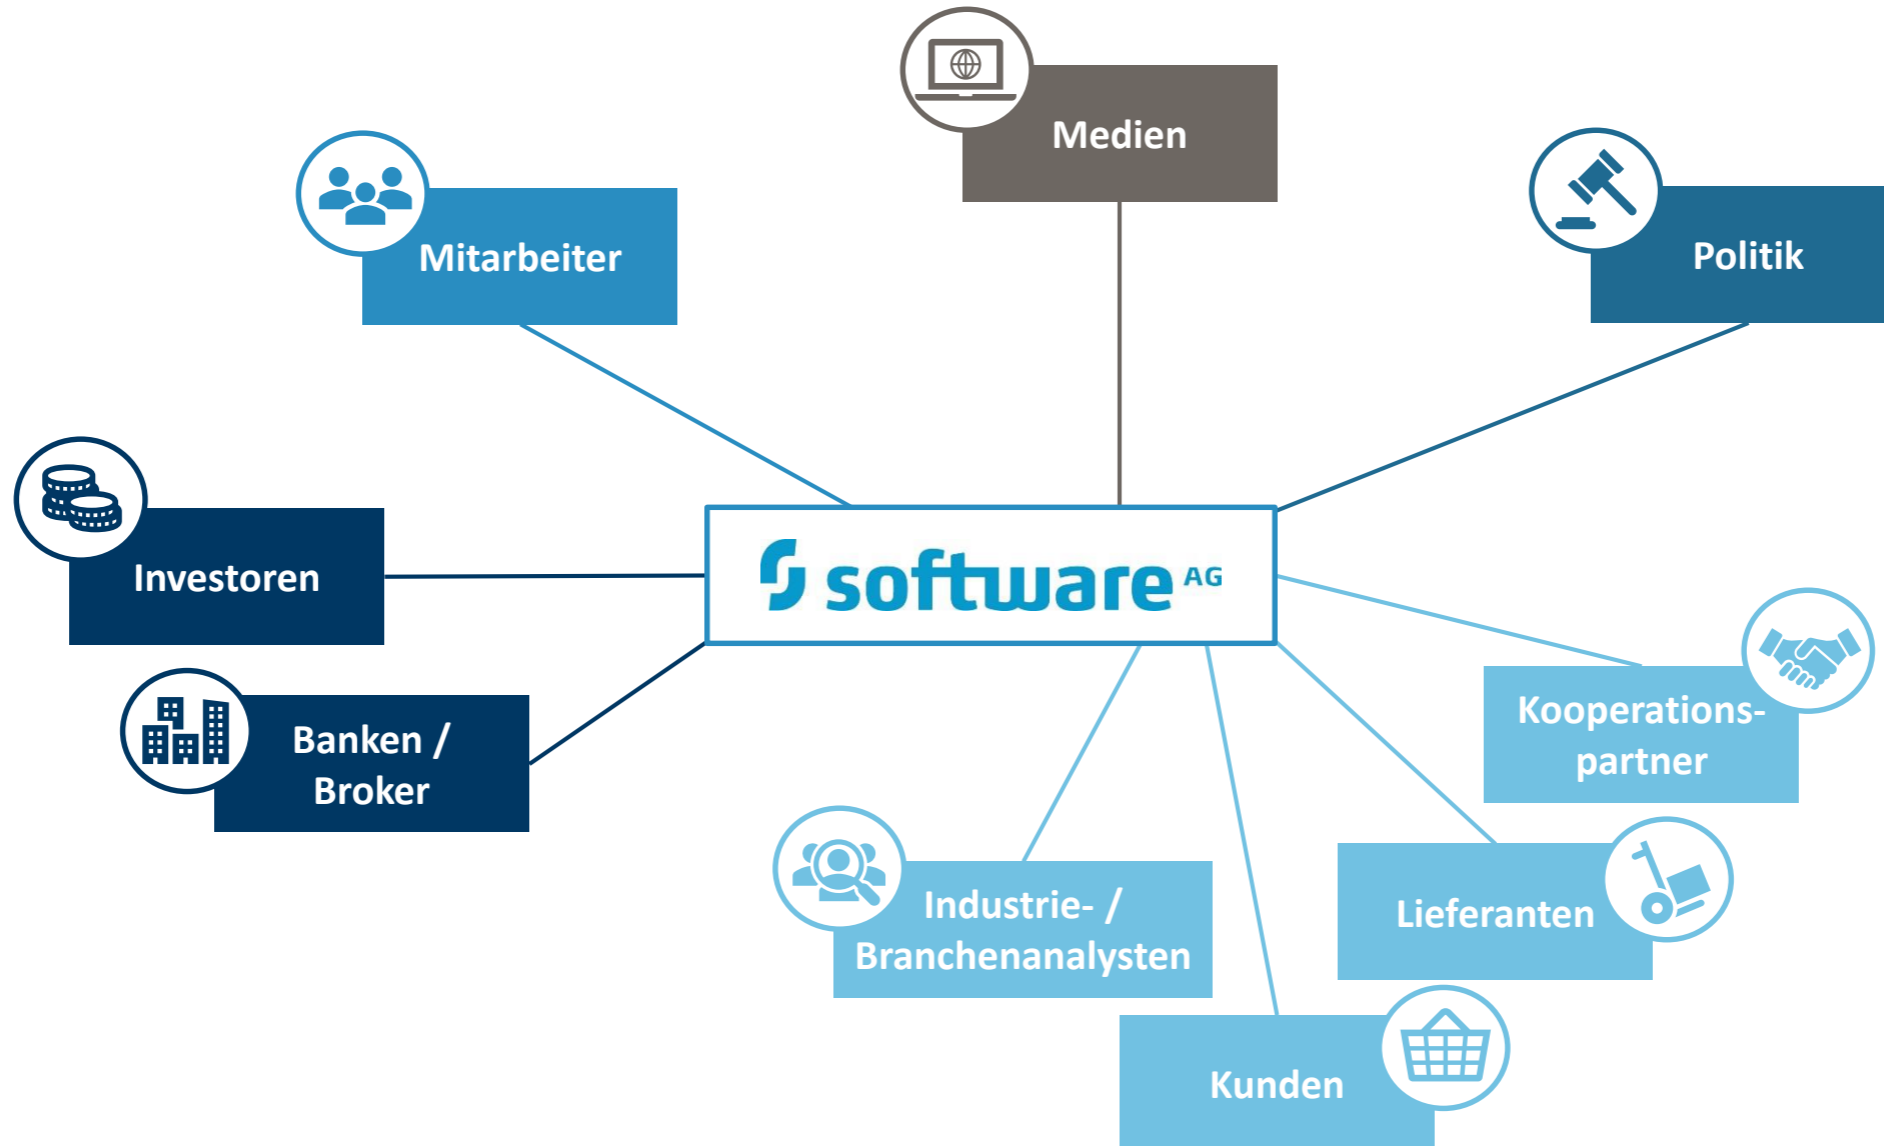 Medien
Mitarbeiter
Politik
software AG
Investoren
Banken /
Broker
Kooperations-
partner
Industrie- /
Branchenanalysten
Lieferanten
Kunden